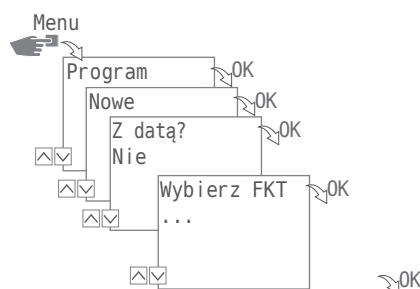 Menu
Program
OK
Nowe
OK
Z datą?
OK
Nie
Wybierz FKT
OK
...
OK